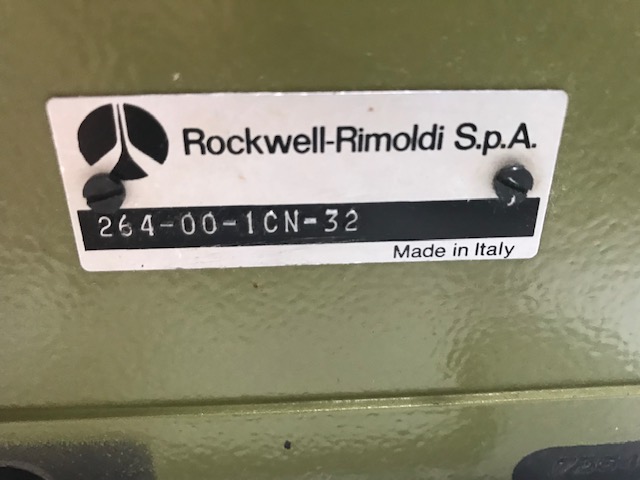 Rockwell-Rimoldi S.p.A.
264-00-1CN-32
Made in Italy